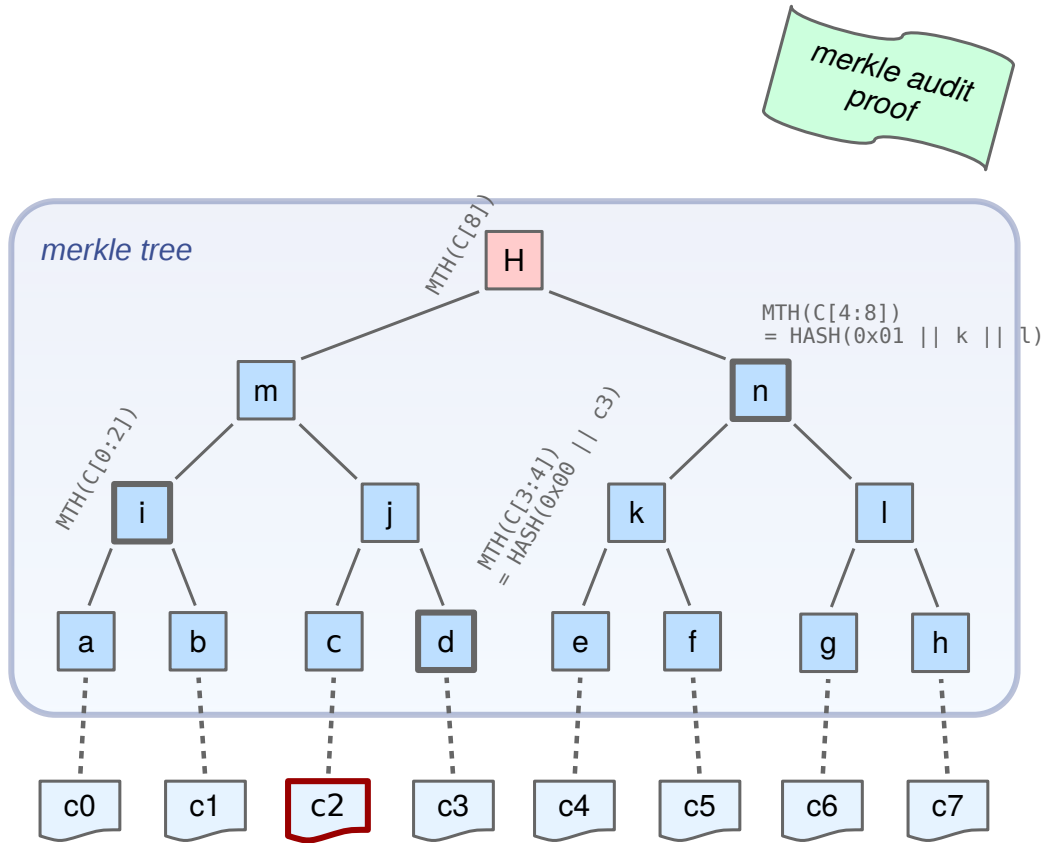 merkle audit
proof
merkle tree
MTH(C[8])
H
MTH(C[4:8])
= HASH(0x01 || k || l)
m
n
MTH(C[0:2])
MTH(C[3:4])
= HASH(0x00 || c3)
i
j
k
l
a
b
c
d
e
f
g
h
c0
c1
c2
c3
c4
c5
c6
c7